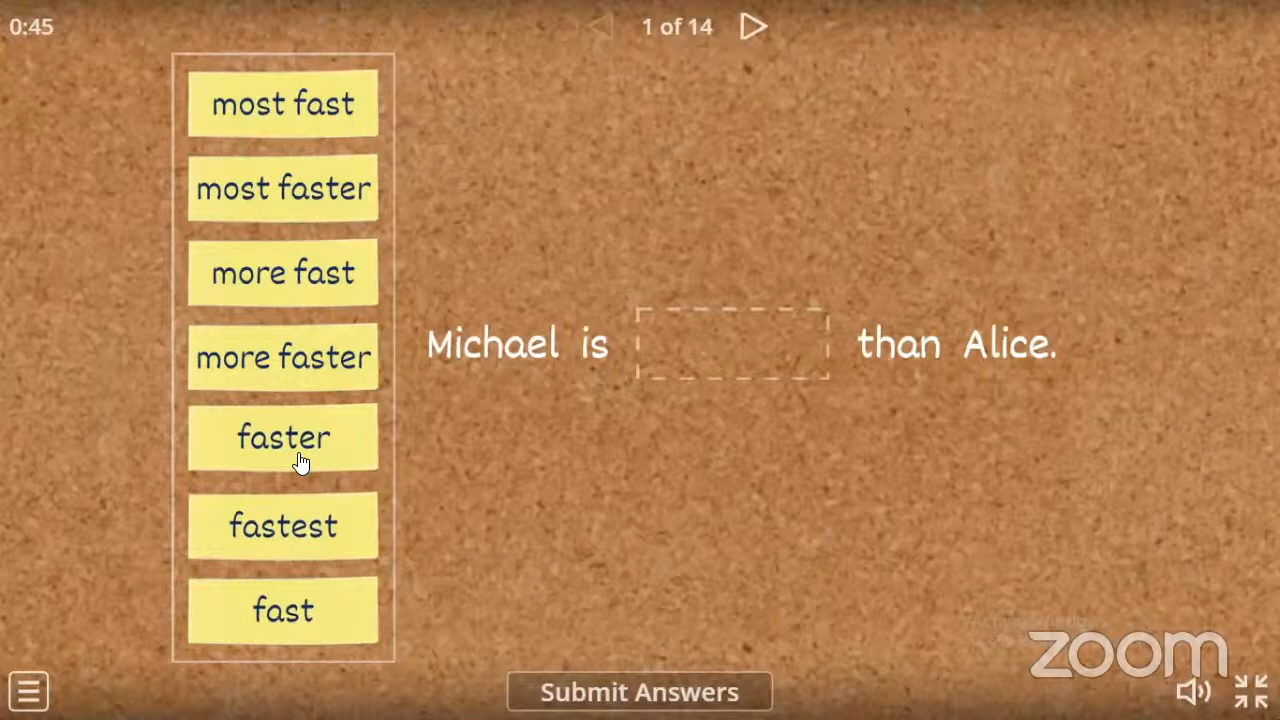 0:45
1 of 14
most fast
most faster
more fast
more faster
faster
fastest
fast
Michael is than Alice.
Submit Answers
zoom